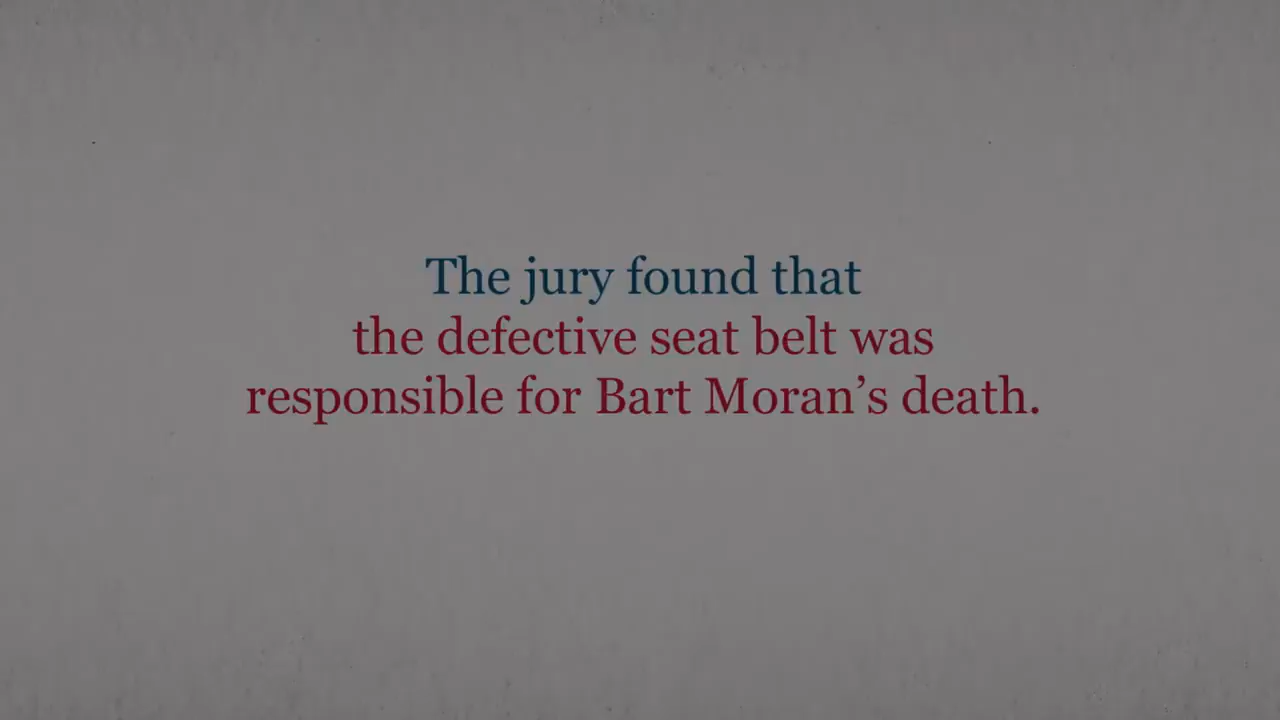 The jury found that
the defective seat belt was
responsible for Bart Moran’s death.